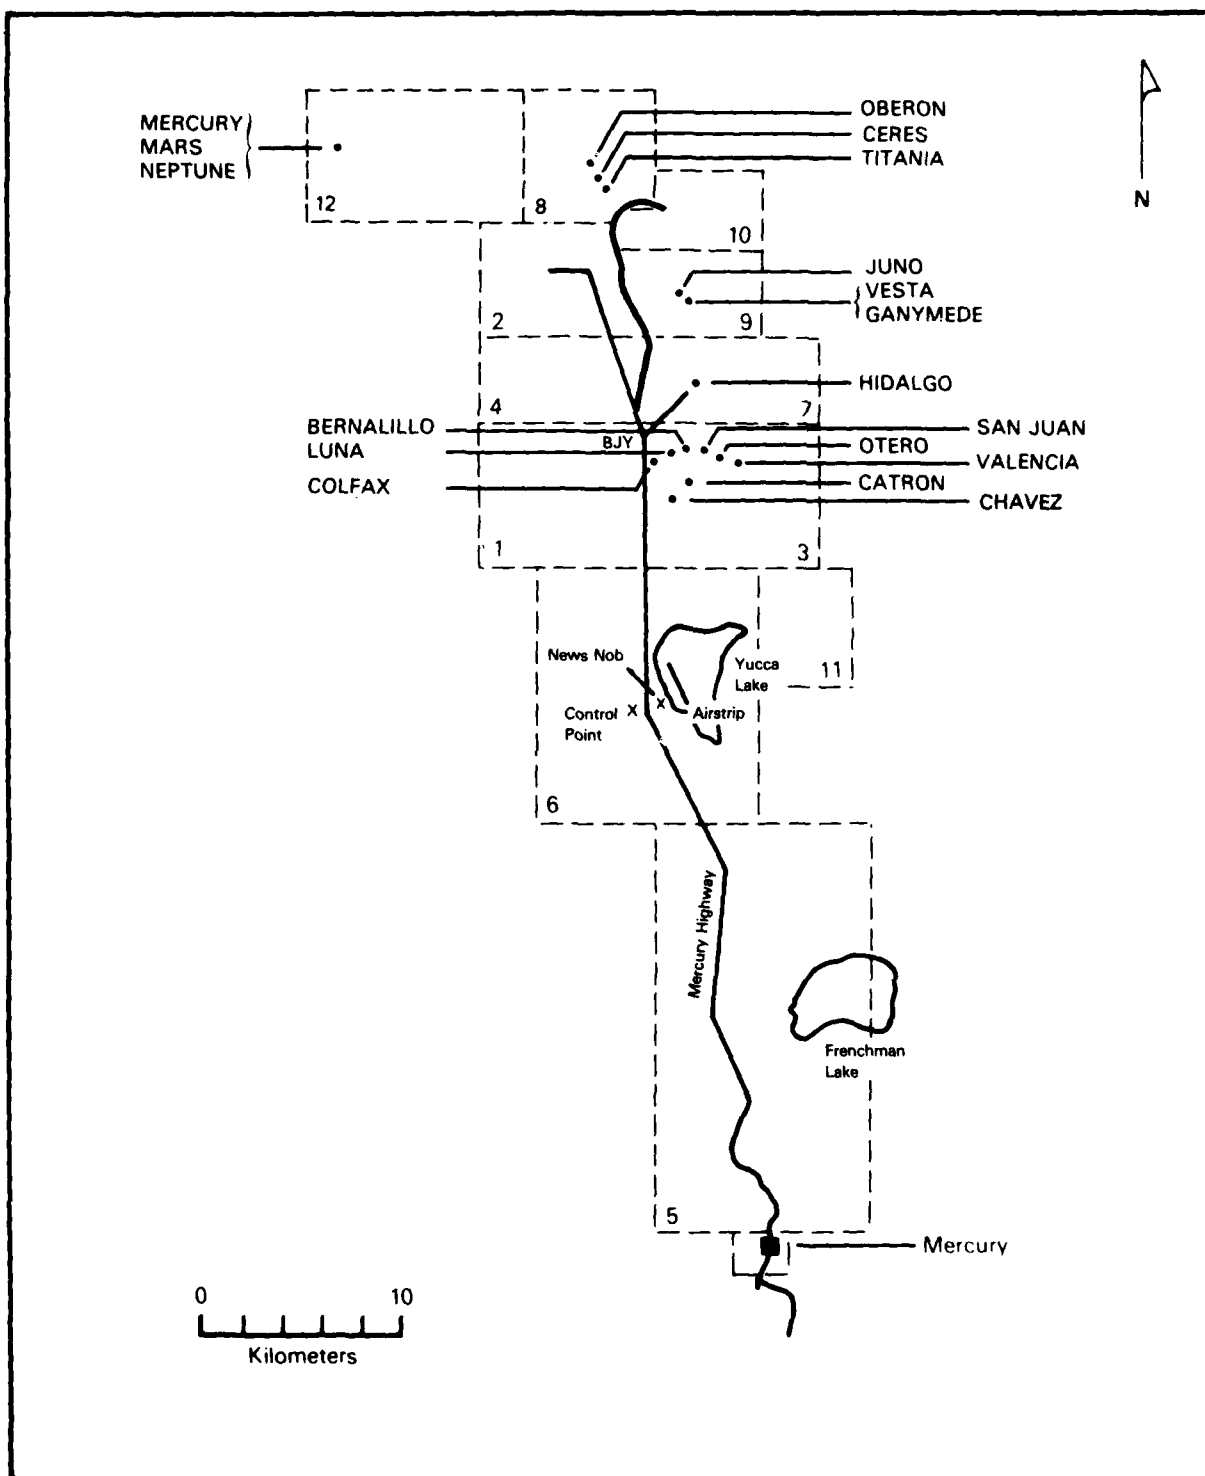 OBERON
CERES
TITANIA
MERCURY
MARS
NEPTUNE
N
12
8
10
JUNO
VESTA
GANYMEDE
2
9
HIDALGO
4
7
BERNALILLO
LUNA
COLFAX
BJY
SAN JUAN
OTERO
VALENCIA
CATRON
CHAVEZ
1
3
News Nob
Yucca
Lake
11
Control
Point
X
X
Airstrip
6
Mercury Highway
Frenchman
Lake
5
Mercury
0
10
Kilometers